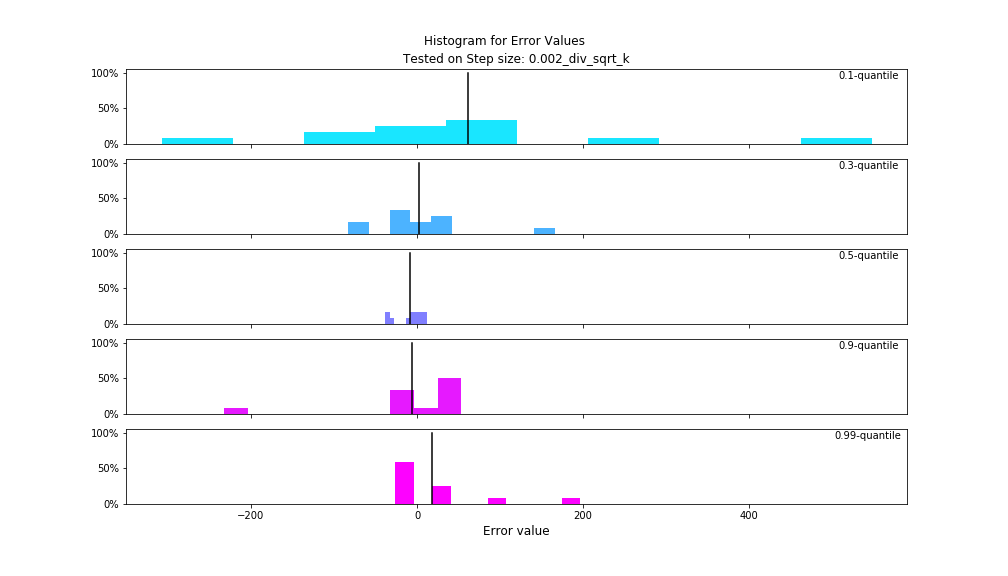 Histogram for Error Values
Tested on Step size: 0.002_div_sqrt_k
100%
0.1-quantile
50%
0%
100%
0.3-quantile
50%
0%
100%
0.5-quantile
50%
0%
100%
0.9-quantile
50%
0%
100%
0.99-quantile
50%
0%
−200 0 200 400
Error value